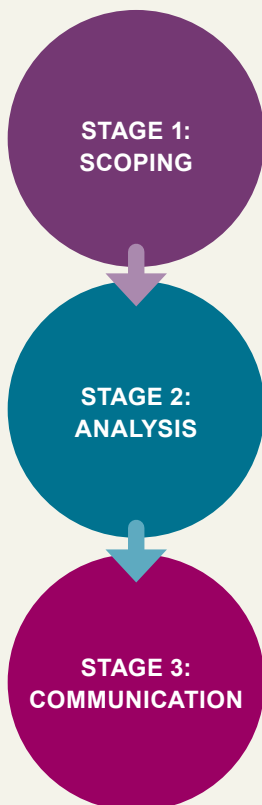 STAGE 1:
SCOPING
STAGE 2:
ANALYSIS
STAGE 3:
COMMUNICATION